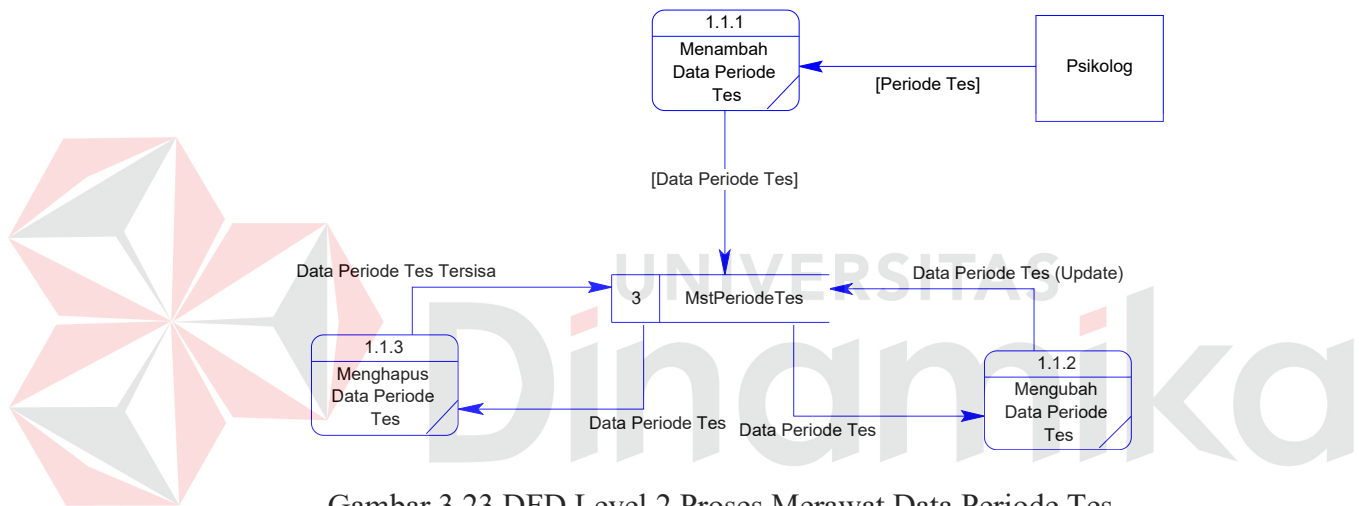 1.1.1
Menambah
Data Periode
Tes
Psikolog
[Periode Tes]
[Data Periode Tes]
UNIVERSITAS
Dinamika
Data Periode Tes Tersisa
3
MstPeriodeTes
Data Periode Tes (Update)
1.1.3
Menghapus
Data Periode
Tes
Data Periode Tes
Data Periode Tes
1.1.2
Mengubah
Data Periode
Tes
Gambar 3.23 DFD Level 2 Proses Merawat Data Periode Tes